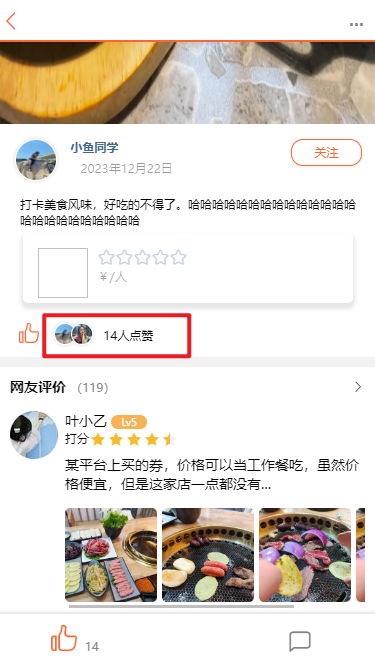 小鱼同学
关注
2023年12月22日
打卡美食风味，好吃的不得了。哈哈哈哈哈哈哈哈哈哈哈哈哈哈
哈哈哈哈哈哈哈哈哈哈
￥/人
14人点赞
网友评价 （119）
叶小乙 Lv5
打分
某平台上买的券，价格可以当工作餐吃，虽然价
格便宜，但是这家店一点都没有...
14